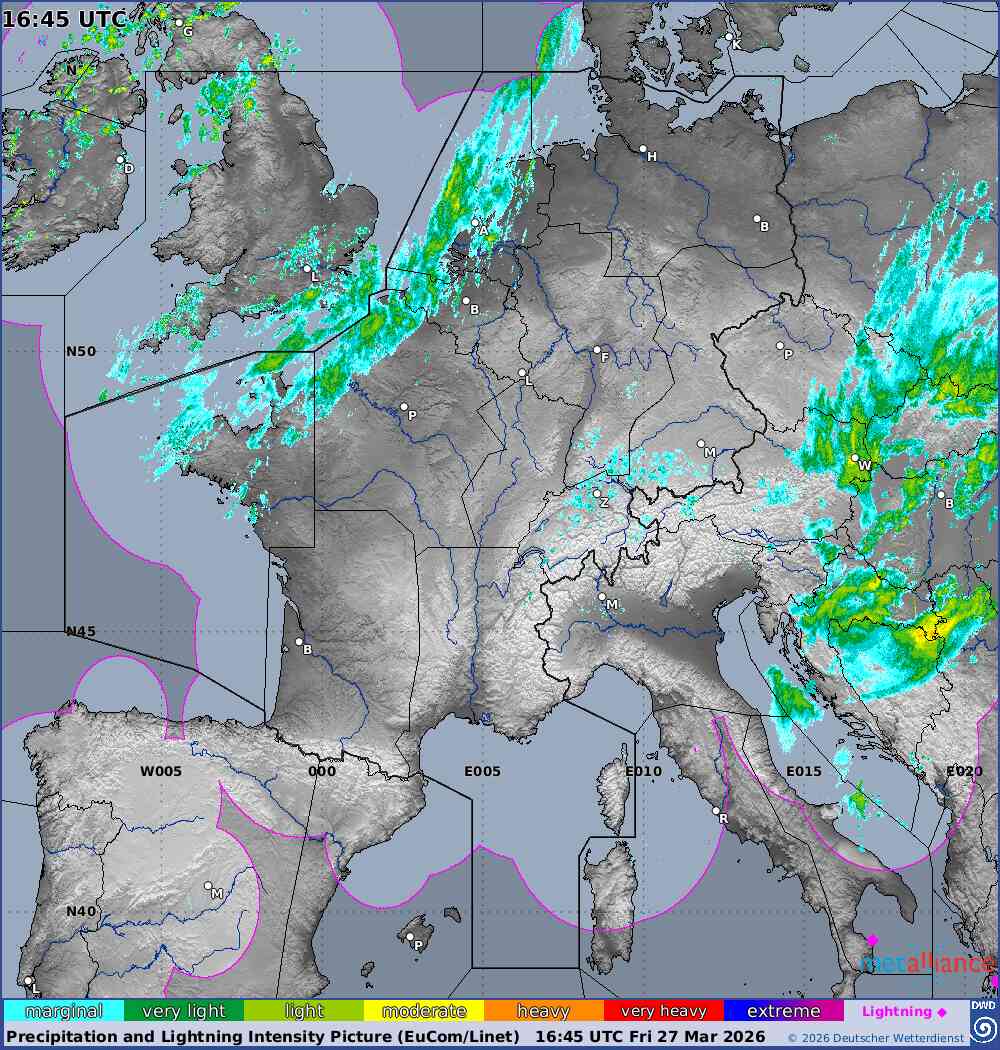 16:45 UTC
G
K
N
D
H
A
B
L
B
N50
P
F
L
P
M
W
Z
B
M
N45
B
W005
000
E005
E010
E015
E020
R
M
N40
P
metalliance
L
marginal
very light
light
moderate
heavy
very heavy
extreme
Lightning
DWD
Precipitation and Lightning Intensity Picture (EuCom/Linet) 16:45 UTC Fri 27 Mar 2026 © 2026 Deutscher Wetterdienst